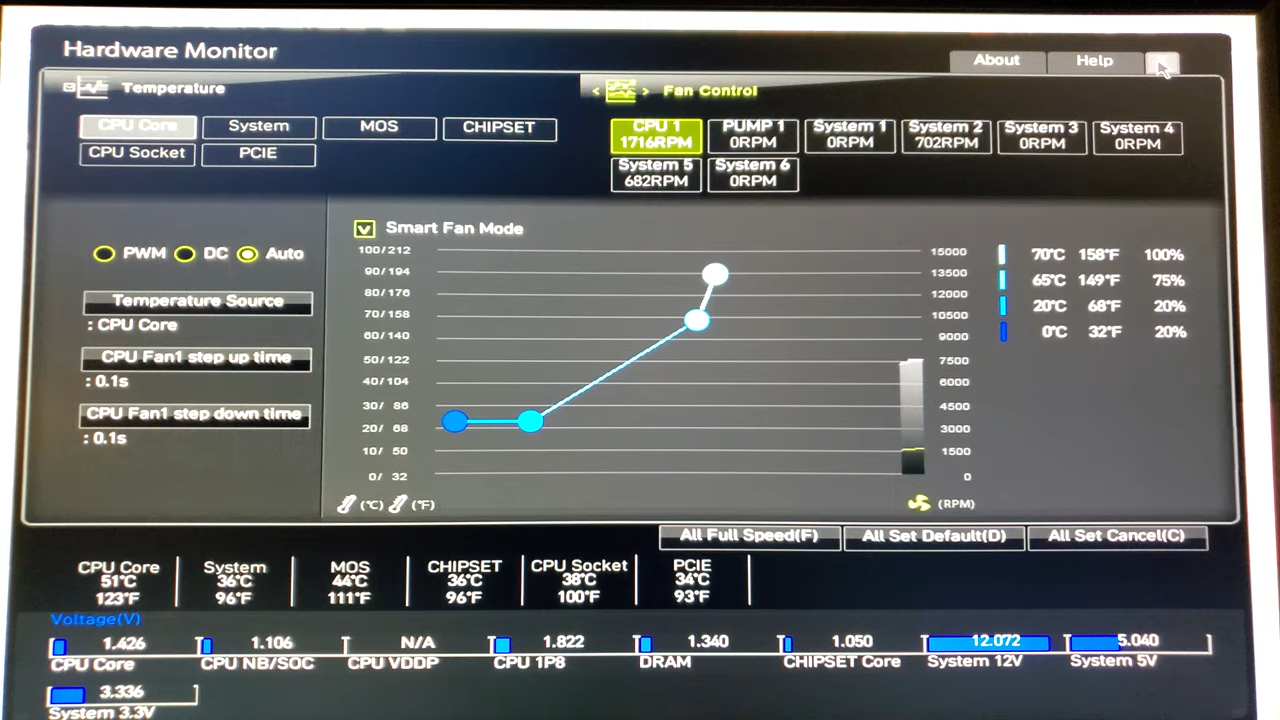 Hardware Monitor
About Help
Temperature
< > Fan Control
CPU Core System MOS CHIPSET
CPU Socket PCIE
CPU 1 PUMP 1 System 1 System 2 System 3 System 4
1716RPM 0RPM 0RPM 702RPM 0RPM 0RPM
System 5 System 6
682RPM 0RPM
Smart Fan Mode
PWM DC Auto
Temperature Source
: CPU Core
CPU Fan1 step up time
: 0.1s
CPU Fan1 step down time
: 0.1s
100/212 15000
90/194 13500
80/176 12000
70/158 10500
60/140 9000
50/122 7500
40/104 6000
30/ 86 4500
20/ 68 3000
10/ 50 1500
0/ 32 0
(°C) (°F) (RPM)
70°C 158°F 100%
65°C 149°F 75%
20°C 68°F 20%
0°C 32°F 20%
All Full Speed(F) All Set Default(D) All Set Cancel(C)
CPU Core System MOS CHIPSET CPU Socket PCIE
51°C 36°C 44°C 36°C 38°C 34°C
123°F 96°F 111°F 96°F 100°F 93°F
Voltage(V)
1.426 1.106 N/A 1.822 1.340 1.050 12.072 5.040
CPU Core CPU NB/SOC CPU VDDP CPU 1P8 DRAM CHIPSET Core System 12V System 5V
3.336
System 3.3V